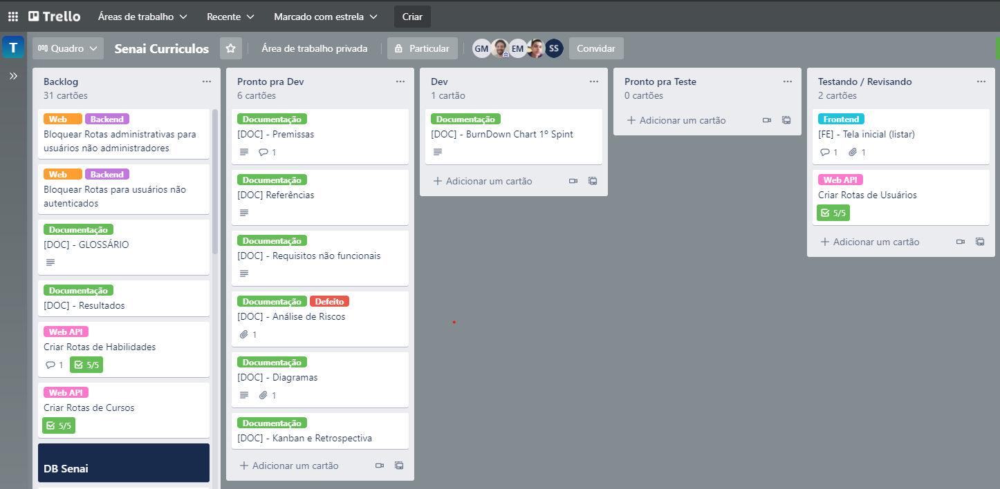 Trello
Áreas de trabalho
Recente
Marcado com estrela
Criar
T
Quadro
Senai Curriculos
Área de trabalho privada
Particular
GM
EM
SS
Convidar
Backlog
31 cartões
Web Backend
Bloquear Rotas administrativas para
usuários não administradores
Web Backend
Bloquear Rotas para usuários não
autenticados
Documentação
[DOC] - GLOSSÁRIO
Documentação
[DOC] - Resultados
Web API
Criar Rotas de Habilidades
1 5/5
Web API
Criar Rotas de Cursos
5/5
DB Senai
Pronto pra Dev
6 cartões
Documentação
[DOC] - Premissas
1
Documentação
[DOC] Referências
Documentação
[DOC] - Requisitos não funcionais
Documentação Defeito
[DOC] - Análise de Riscos
1
Documentação
[DOC] - Diagramas
1
Documentação
[DOC] - Kanban e Retrospectiva
+ Adicionar um cartão
Dev
1 cartão
Documentação
[DOC] - BurnDown Chart 1º Spint
+ Adicionar um cartão
Pronto pra Teste
0 cartões
+ Adicionar um cartão
Testando / Revisando
2 cartões
Frontend
[FE] - Tela inicial (listar)
1 1
Web API
Criar Rotas de Usuários
5/5
+ Adicionar um cartão